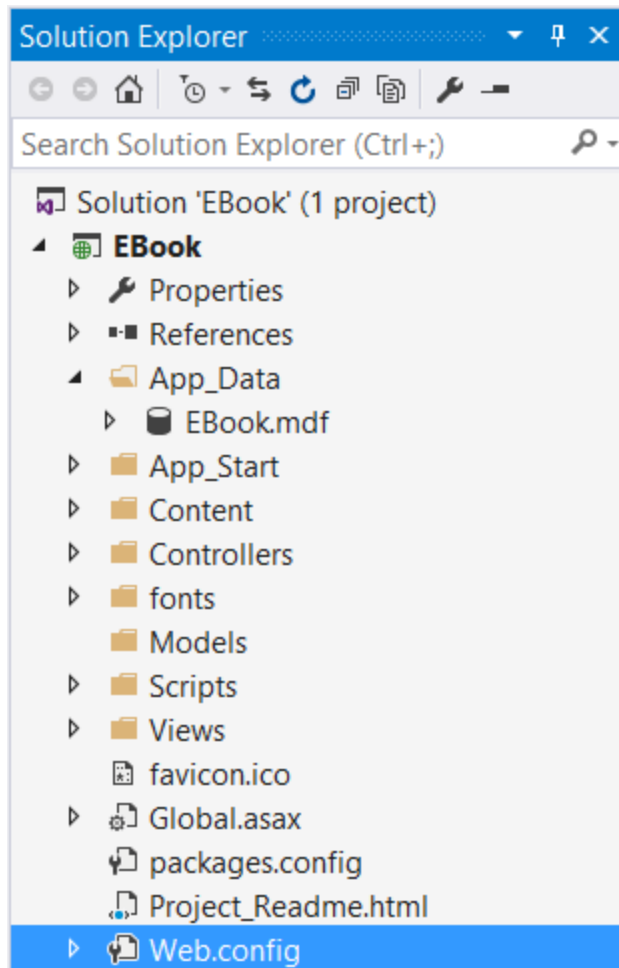 Solution Explorer
Search Solution Explorer (Ctrl+;)
Solution 'EBook' (1 project)
EBook
Properties
References
App_Data
EBook.mdf
App_Start
Content
Controllers
fonts
Models
Scripts
Views
favicon.ico
Global.asax
packages.config
Project_Readme.html
Web.config